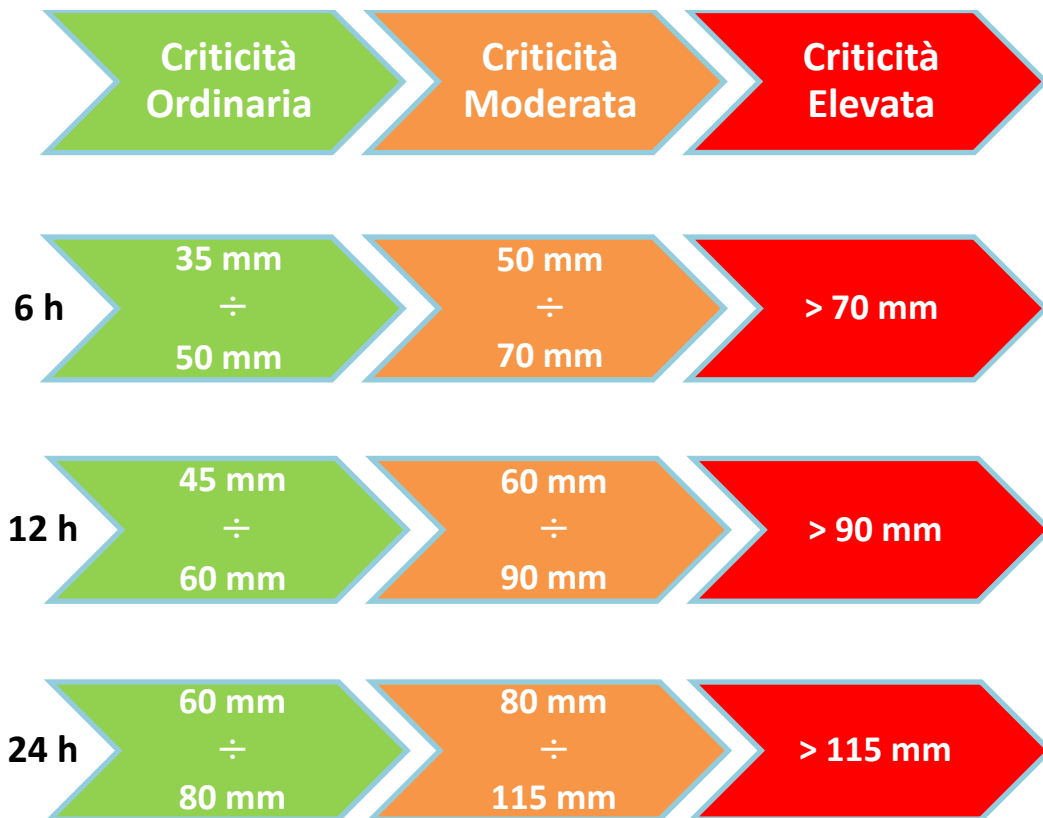 Criticità
Ordinaria
Criticità
Moderata
Criticità
Elevata
6 h
35 mm
÷
50 mm
50 mm
÷
70 mm
> 70 mm
12 h
45 mm
÷
60 mm
60 mm
÷
90 mm
> 90 mm
24 h
60 mm
÷
80 mm
80 mm
÷
115 mm
> 115 mm